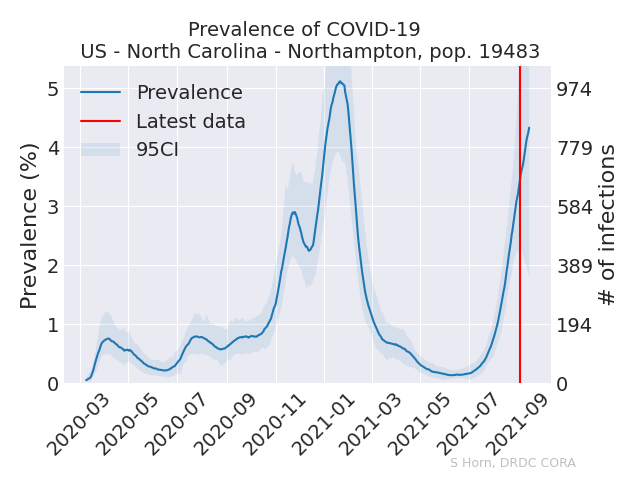 Prevalence of COVID-19
US - North Carolina - Northampton, pop. 19483
Prevalence
Latest data
95CI
Prevalence (%)
5
4
3
2
1
0
974
779
584
389
194
0
# of infections
2020-03
2020-05
2020-07
2020-09
2020-11
2021-01
2021-03
2021-05
2021-07
2021-09
S Horn, DRDC CORA